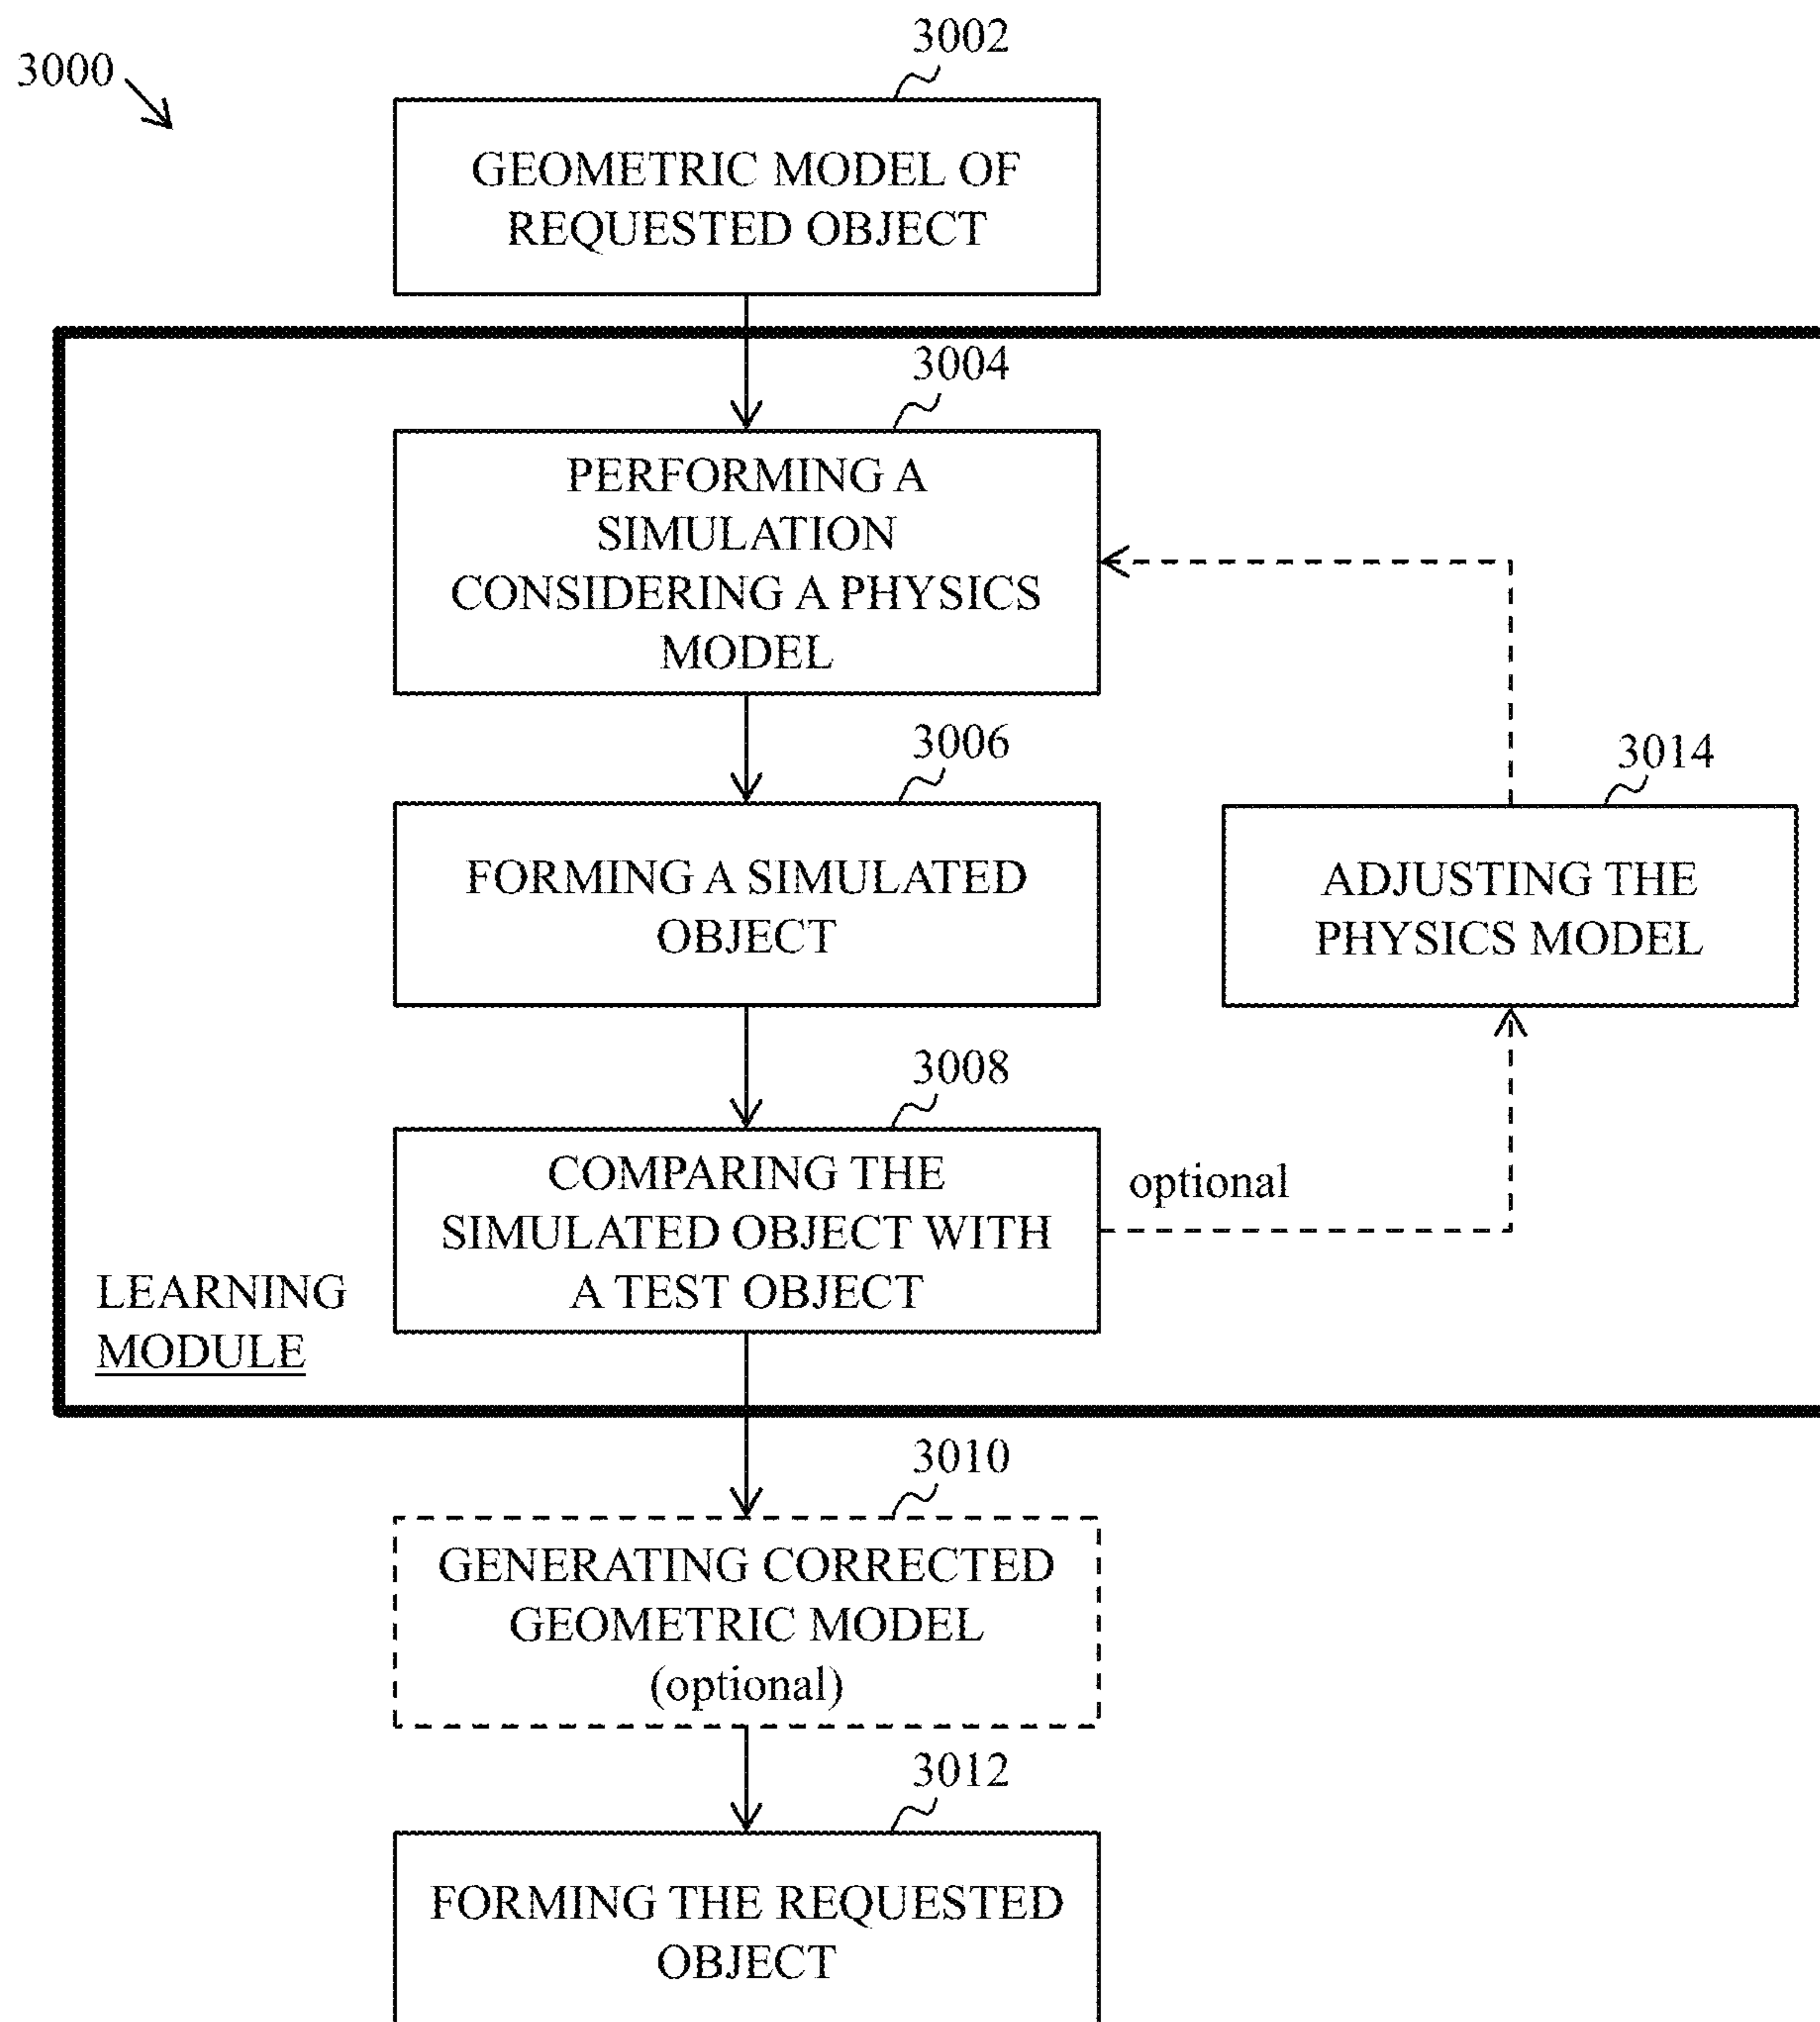 3000
3002
GEOMETRIC MODEL OF
REQUESTED OBJECT
3004
PERFORMING A
SIMULATION
CONSIDERING A PHYSICS
MODEL
3006
FORMING A SIMULATED
OBJECT
3014
ADJUSTING THE
PHYSICS MODEL
3008
COMPARING THE
SIMULATED OBJECT WITH
A TEST OBJECT
optional
LEARNING
MODULE
3010
GENERATING CORRECTED
GEOMETRIC MODEL
(optional)
3012
FORMING THE REQUESTED
OBJECT